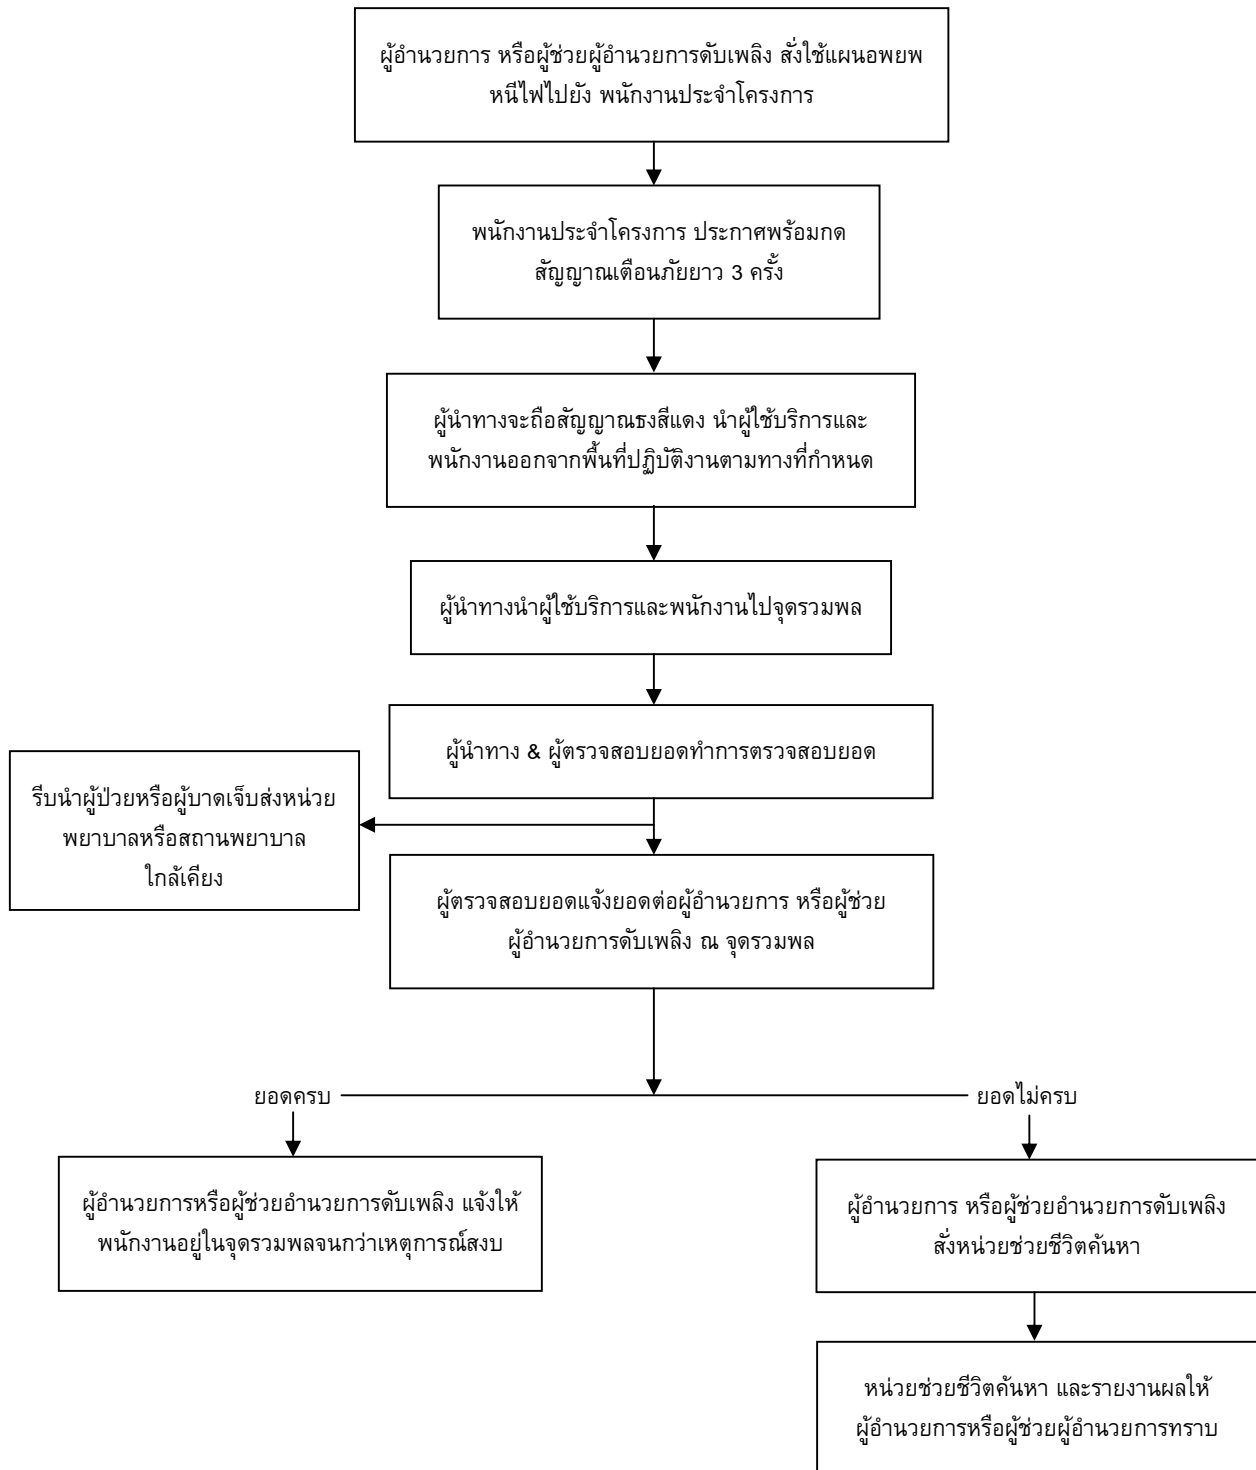 ผู้อำนวยการ หรือผู้ช่วยผู้อำนวยการดับเพลิง สั่งใช้แผนอพยพ
หนีไฟไปยัง พนักงานประจำโครงการ
พนักงานประจำโครงการ ประกาศพร้อมกด
สัญญาณเตือนภัยยาว 3 ครั้ง
ผู้นำทางจะถือสัญญาณธงสีแดง นำผู้ใช้บริการและ
พนักงานออกจากพื้นที่ปฏิบัติงานตามทางที่กำหนด
ผู้นำทางนำผู้ใช้บริการและพนักงานไปจุดรวมพล
ผู้นำทาง & ผู้ตรวจสอบยอดทำการตรวจสอบยอด
รีบนำผู้ป่วยหรือผู้บาดเจ็บส่งหน่วย
พยาบาลหรือสถานพยาบาล
ใกล้เคียง
ผู้ตรวจสอบยอดแจ้งยอดต่อผู้อำนวยการ หรือผู้ช่วย
ผู้อำนวยการดับเพลิง ณ จุดรวมพล
ยอดครบ
ยอดไม่ครบ
ผู้อำนวยการหรือผู้ช่วยอำนวยการดับเพลิง แจ้งให้
พนักงานอยู่ในจุดรวมพลจนกว่าเหตุการณ์สงบ
ผู้อำนวยการ หรือผู้ช่วยอำนวยการดับเพลิง
สั่งหน่วยช่วยชีวิตค้นหา
หน่วยช่วยชีวิตค้นหา และรายงานผลให้
ผู้อำนวยการหรือผู้ช่วยผู้อำนวยการทราบ